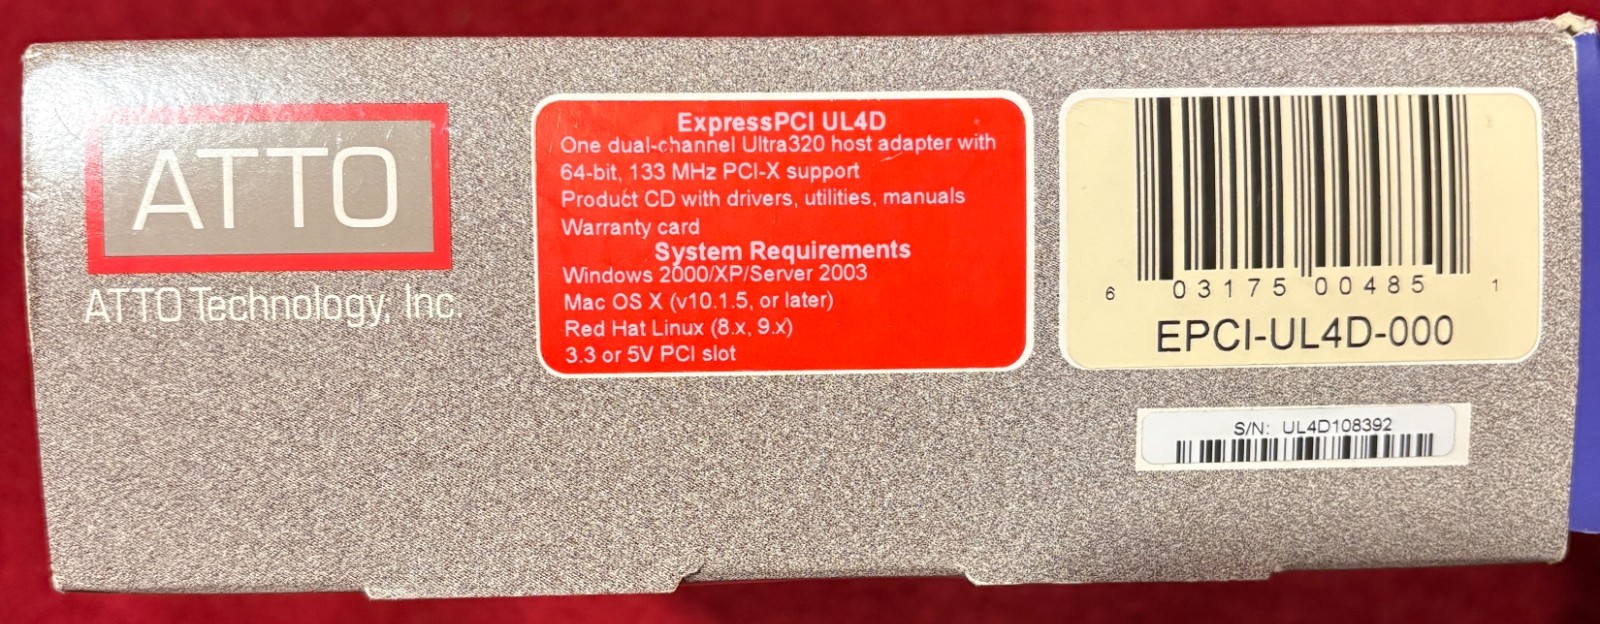 ATTO
ATTO Technology, Inc.
ExpressPCI UL4D
One dual-channel Ultra320 host adapter with
64-bit, 133 MHz PCI-X support
Product CD with drivers, utilities, manuals
Warranty card
System Requirements
Windows 2000/XP/Server 2003
Mac OS X (v10.1.5, or later)
Red Hat Linux (8.x, 9.x)
3.3 or 5V PCI slot
6 03175 00485 1
EPCI-UL4D-000
S/N: UL4D108392